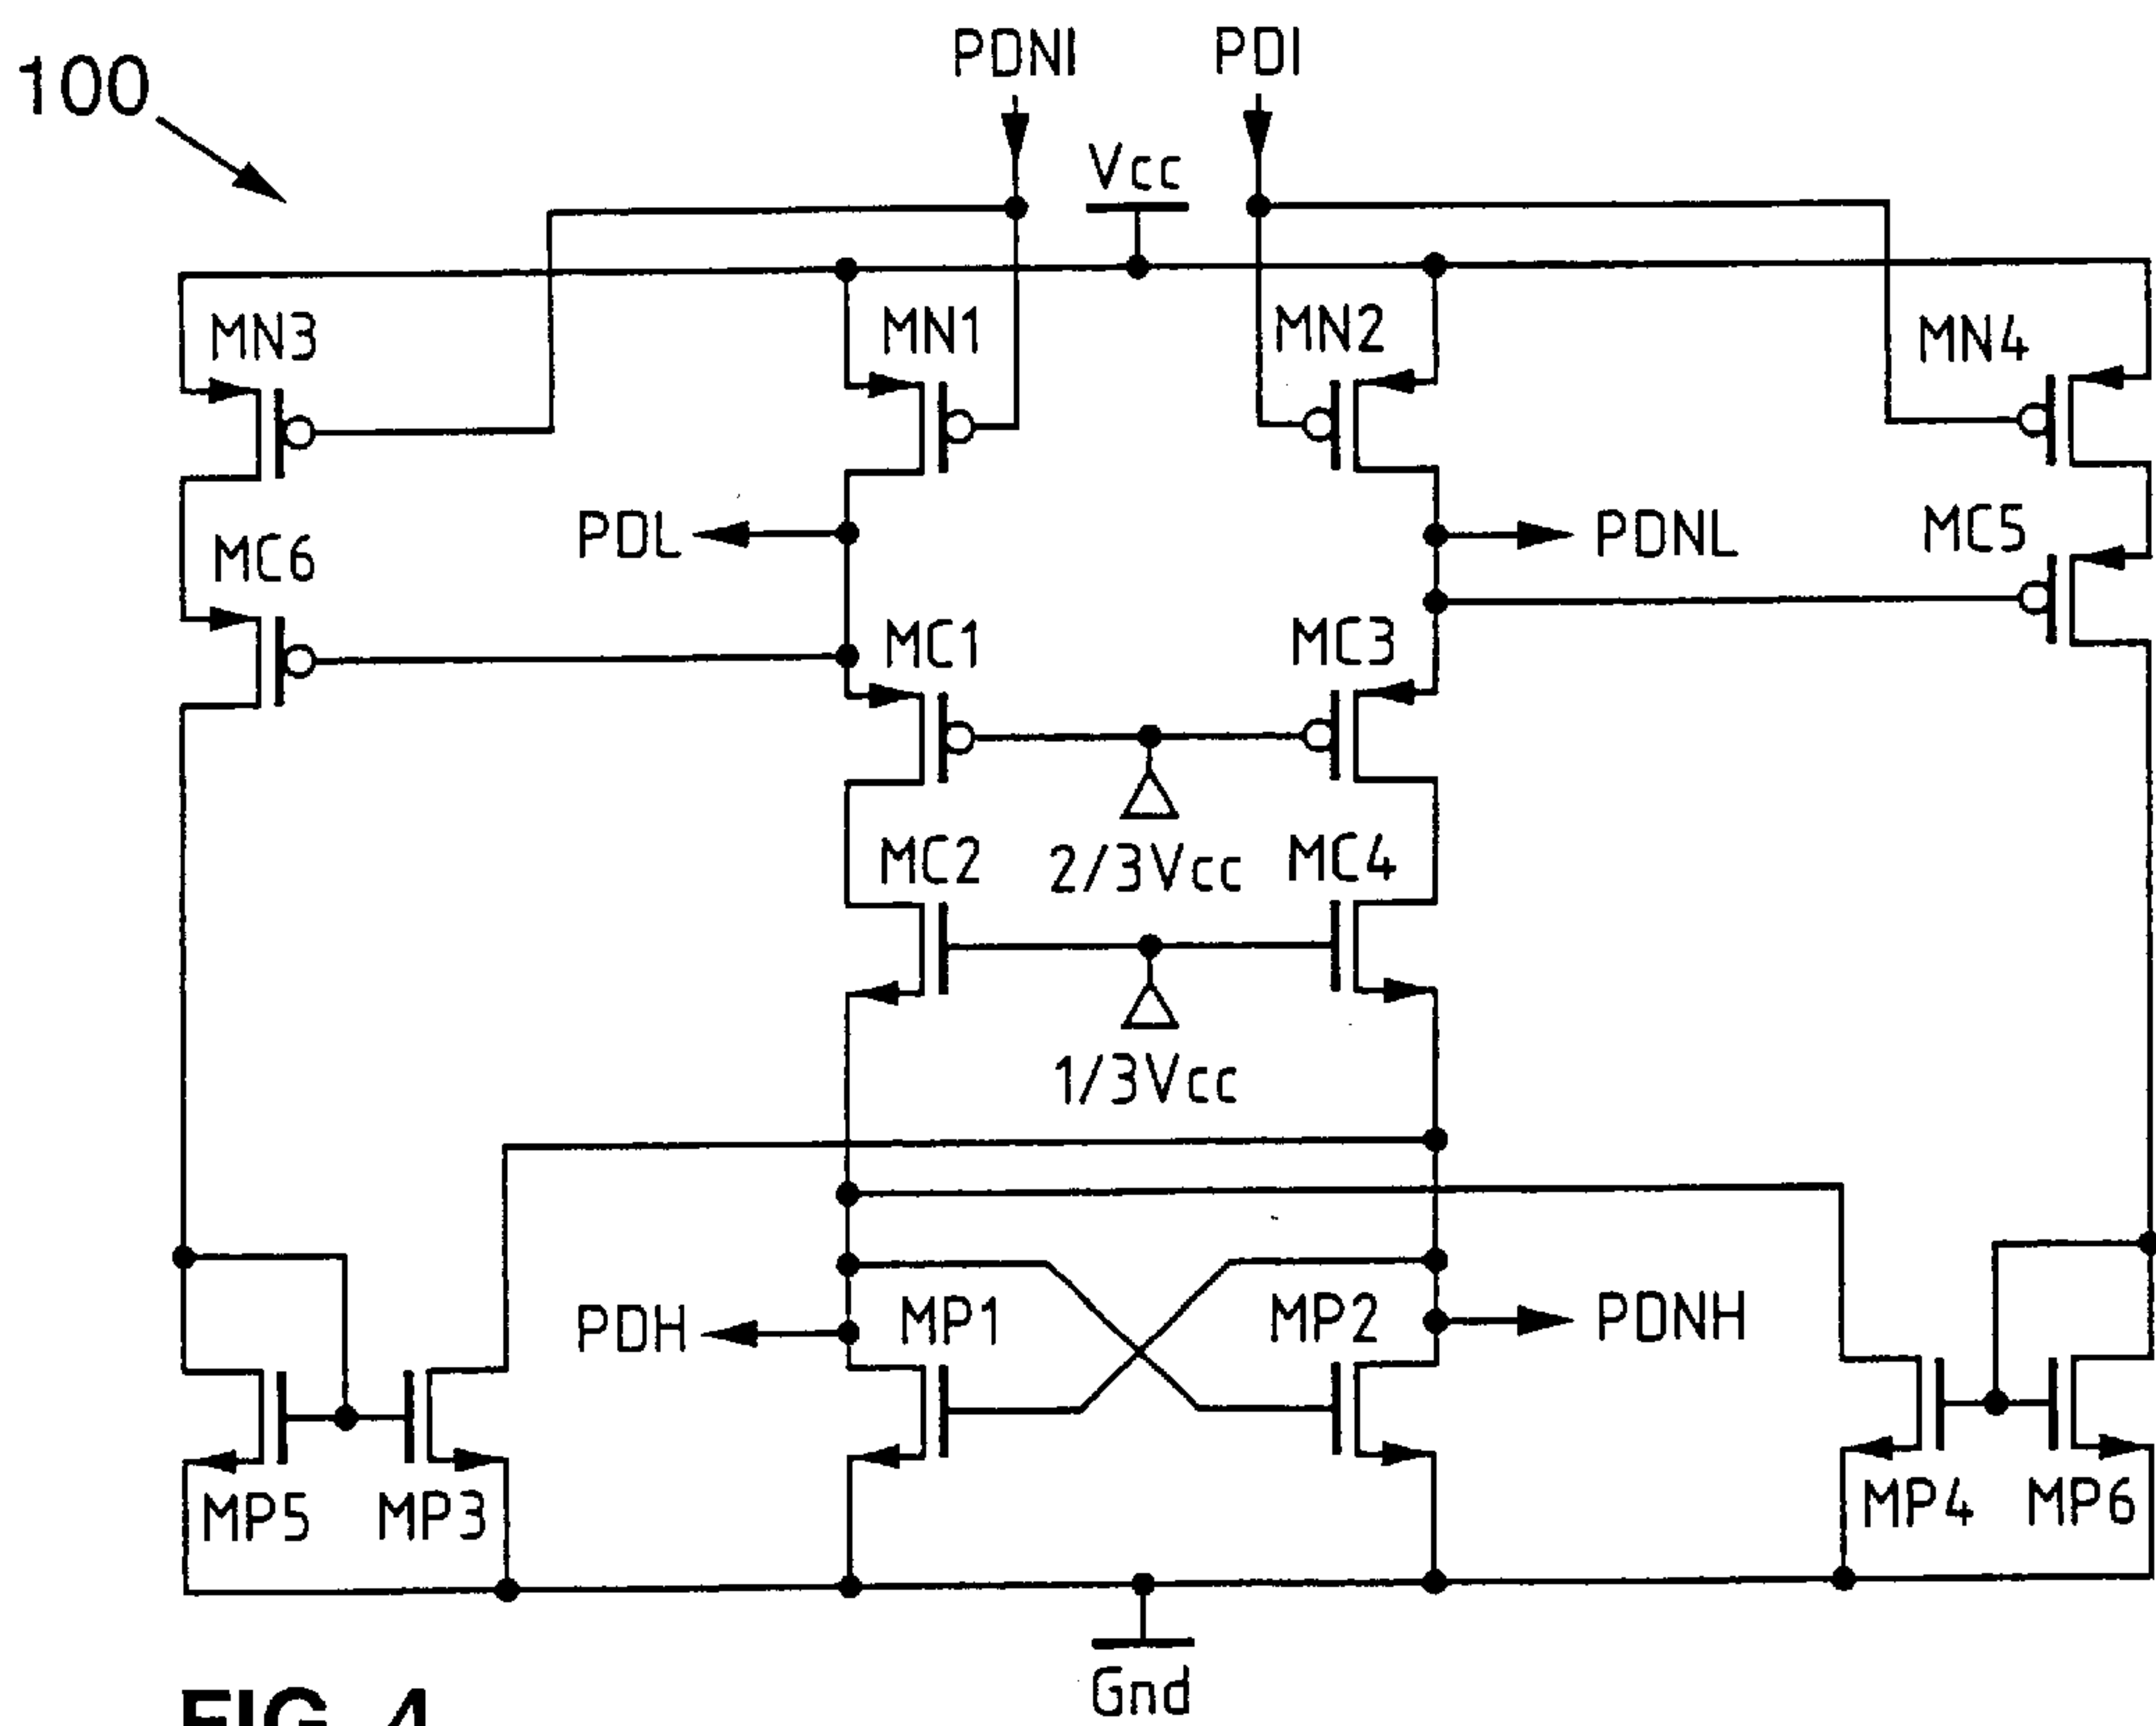 100
PDNI
PDI
Vcc
MN3
MN1
MN2
MN4
PDL
PDNL
MC5
MC6
MC1
MC3
MC2
2/3Vcc
MC4
1/3Vcc
PDH
MP1
MP2
PDNH
MP5
MP3
MP4
MP6
Gnd
FIG. 4